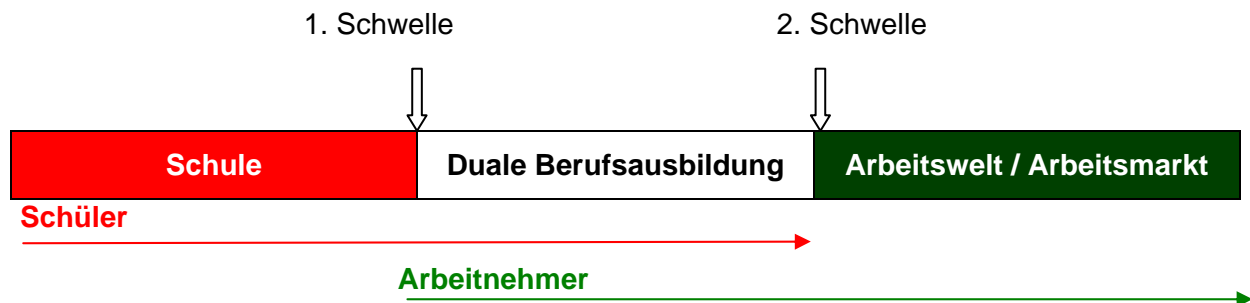 1. Schwelle 2. Schwelle
Schule Duale Berufsausbildung Arbeitswelt / Arbeitsmarkt
Schüler
Arbeitnehmer